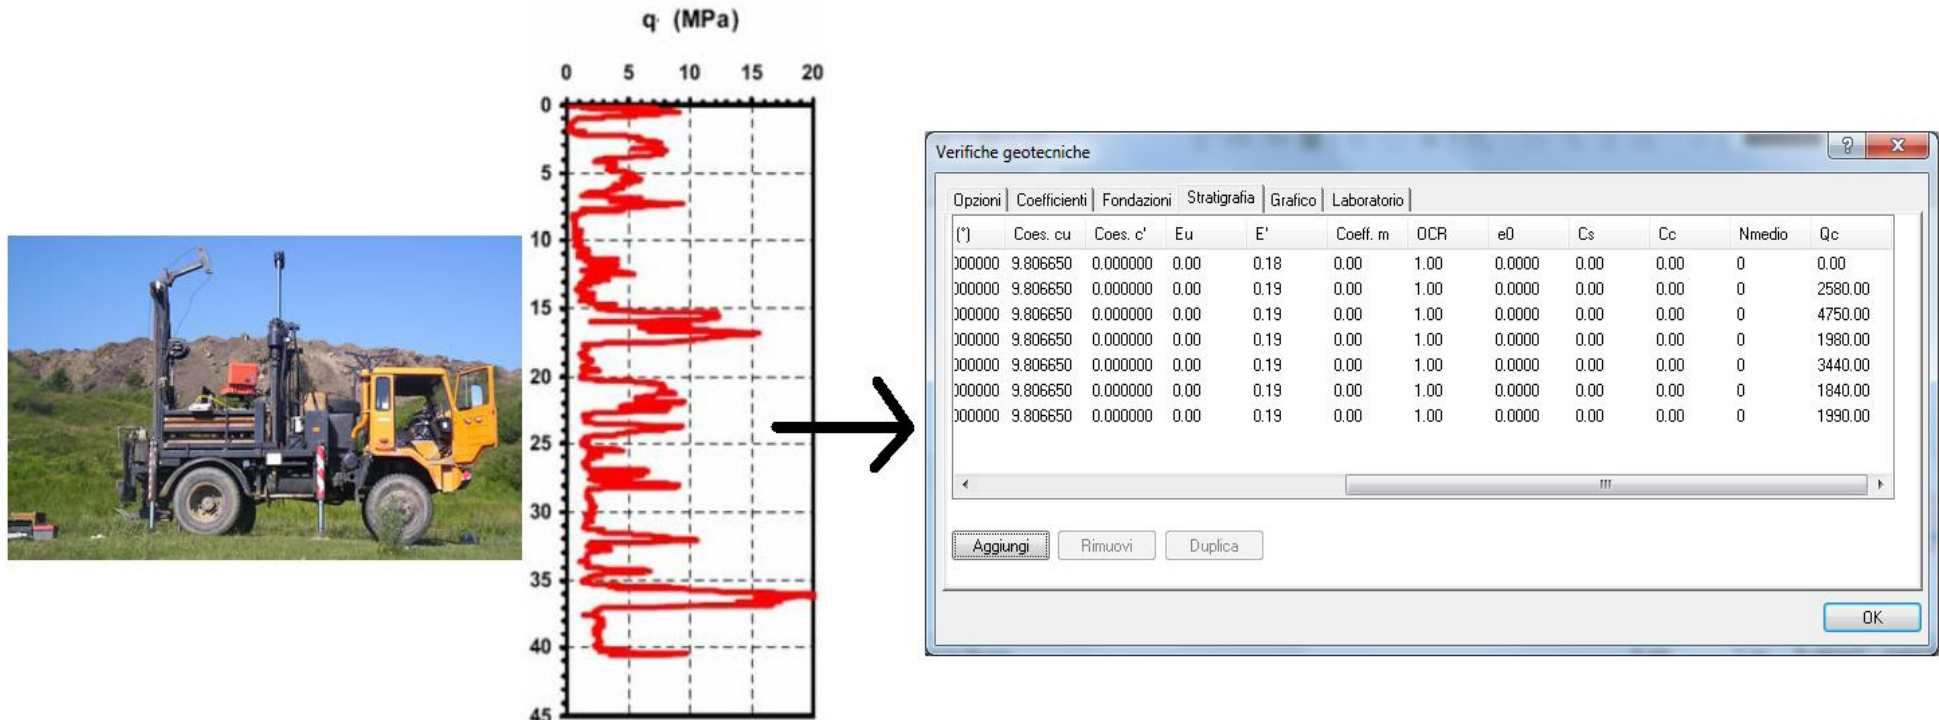 q (MPa)
0 5 10 15 20
0
5
10
15
20
25
30
35
40
45
Verifiche geotecniche
Opzioni Coefficienti Fondazioni Stratigrafia Grafico Laboratorio
(°) Coes. cu Coes. c' Eu E' Coeff. m OCR e0 Cs Cc Nmedio Qc
000000 9.806650 0.000000 0.00 0.18 0.00 1.00 0.0000 0.00 0.00 0 0.00
000000 9.806650 0.000000 0.00 0.19 0.00 1.00 0.0000 0.00 0.00 0 2580.00
000000 9.806650 0.000000 0.00 0.19 0.00 1.00 0.0000 0.00 0.00 0 4750.00
000000 9.806650 0.000000 0.00 0.19 0.00 1.00 0.0000 0.00 0.00 0 1980.00
000000 9.806650 0.000000 0.00 0.19 0.00 1.00 0.0000 0.00 0.00 0 3440.00
000000 9.806650 0.000000 0.00 0.19 0.00 1.00 0.0000 0.00 0.00 0 1840.00
000000 9.806650 0.000000 0.00 0.19 0.00 1.00 0.0000 0.00 0.00 0 1990.00
Aggiungi Rimuovi Duplica
OK